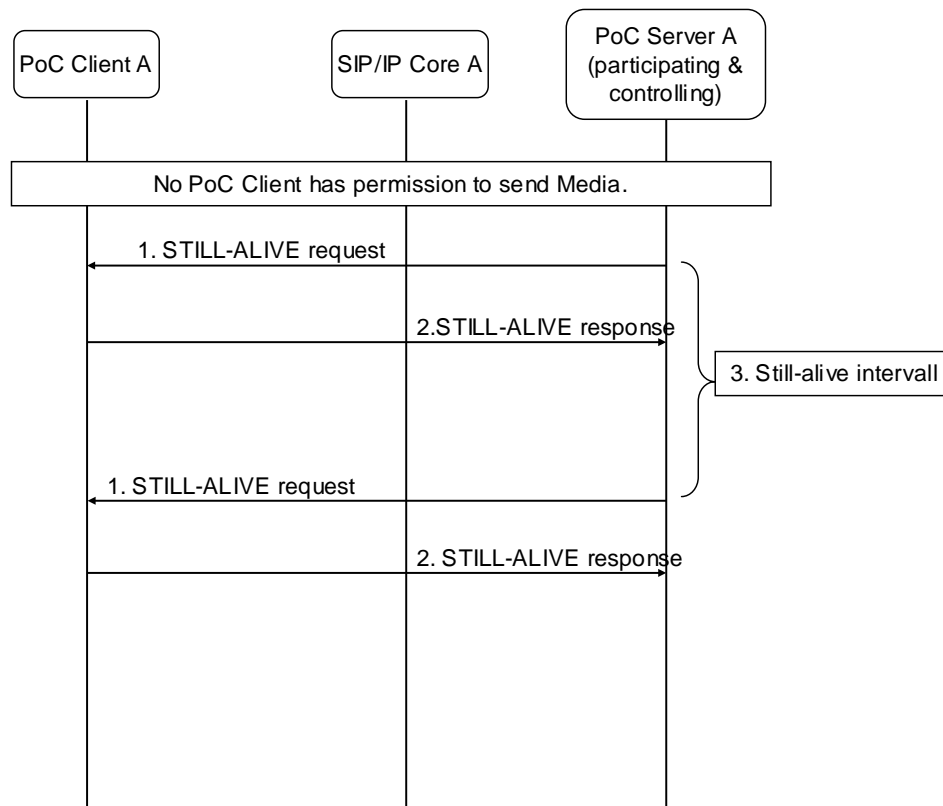 PoC Client A
SIP/IP Core A
PoC Server A
(participating &
controlling)
No PoC Client has permission to send Media.
1. STILL-ALIVE request
2.STILL-ALIVE response
3. Still-alive intervall
1. STILL-ALIVE request
2. STILL-ALIVE response